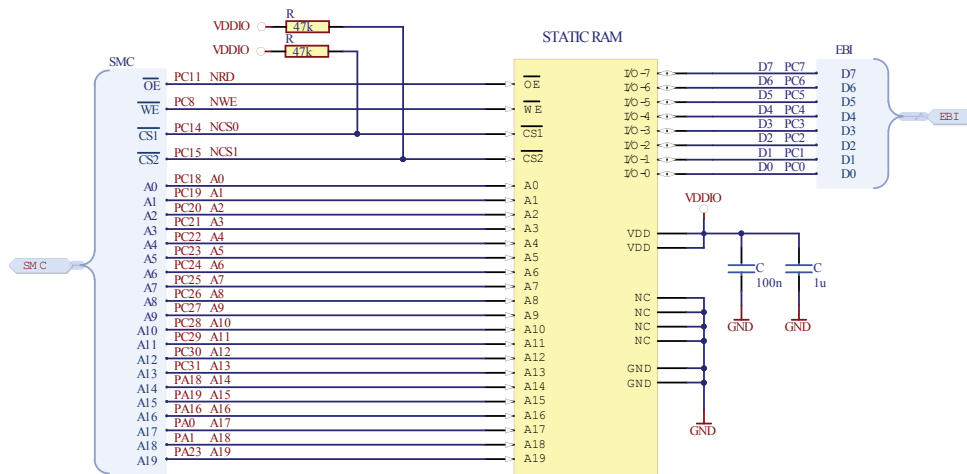 R
VDDIO 47k
R
VDDIO 47k
STATIC RAM
SMC
EBI
OE PC11 NRD OE
WE PC8 NWE WE
CS1 PC14 NCS0 CS1
CS2 PC15 NCS1 CS2
A0 PC18 A0 A0
A1 PC19 A1 A1
A2 PC20 A2 A2
A3 PC21 A3 A3
A4 PC22 A4 A4
A5 PC23 A5 A5
A6 PC24 A6 A6
A7 PC25 A7 A7
A8 PC26 A8 A8
A9 PC27 A9 A9
A10 PC28 A10 A10
A11 PC29 A11 A11
A12 PC30 A12 A12
A13 PC31 A13 A13
A14 PA18 A14 A14
A15 PA19 A15 A15
A16 PA16 A16 A16
A17 PA0 A17 A17
A18 PA1 A18 A18
A19 PA23 A19 A19
SMC
I/O-7 D7 PC7 D7
I/O-6 D6 PC6 D6
I/O-5 D5 PC5 D5
I/O-4 D4 PC4 D4
I/O-3 D3 PC3 D3
I/O-2 D2 PC2 D2
I/O-1 D1 PC1 D1
I/O-0 D0 PC0 D0
EBI
VDDIO
VDD
VDD
C
100n
C
1u
GND
GND
NC
NC
NC
NC
GND
GND
GND